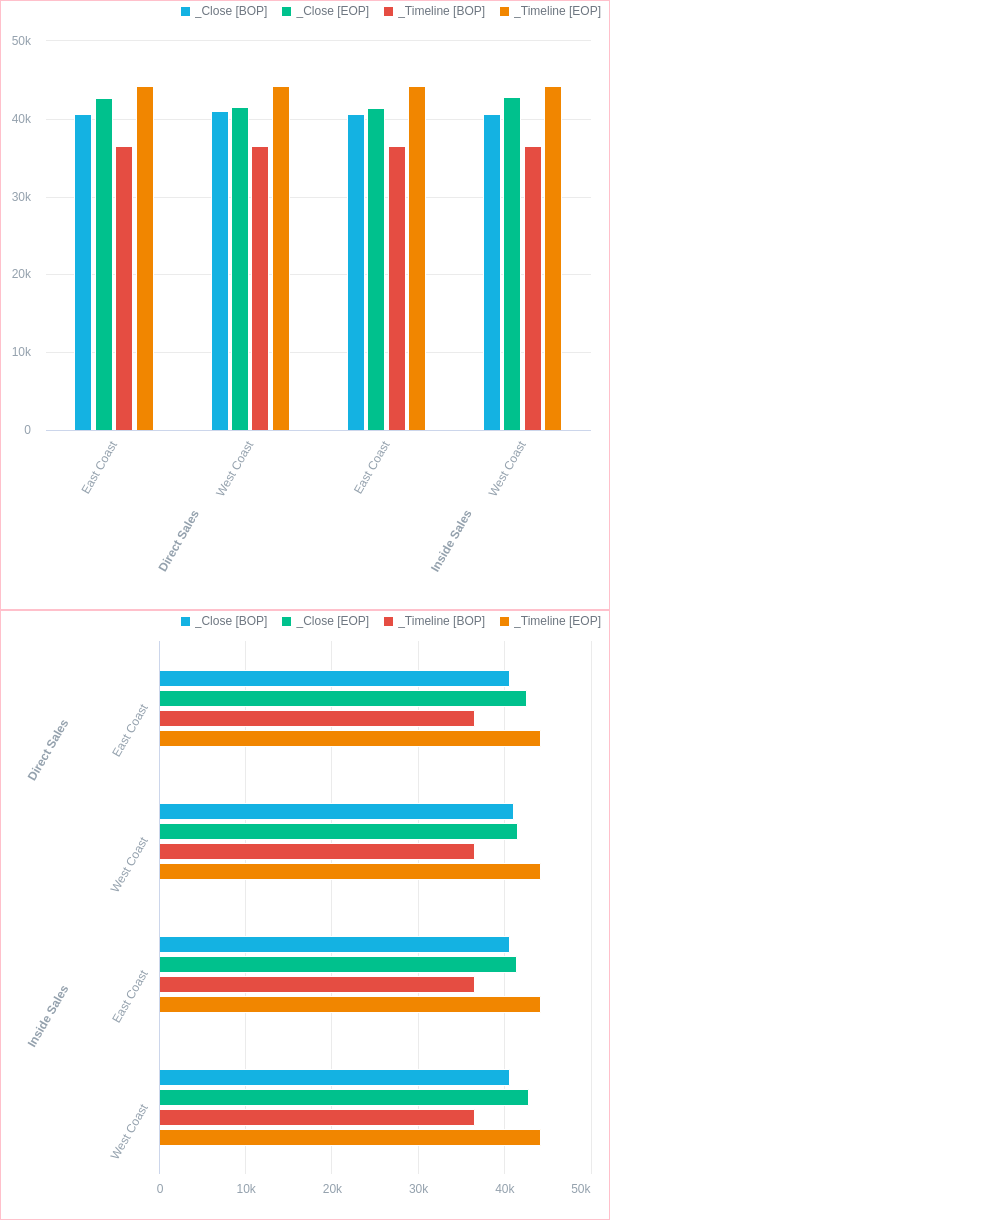 _Close [BOP] _Close [EOP] _Timeline [BOP] _Timeline [EOP]
50k
40k
30k
20k
10k
0
East Coast West Coast East Coast West Coast
Direct Sales Inside Sales
_Close [BOP] _Close [EOP] _Timeline [BOP] _Timeline [EOP]
Direct Sales
East Coast
West Coast
Inside Sales
East Coast
West Coast
0 10k 20k 30k 40k 50k